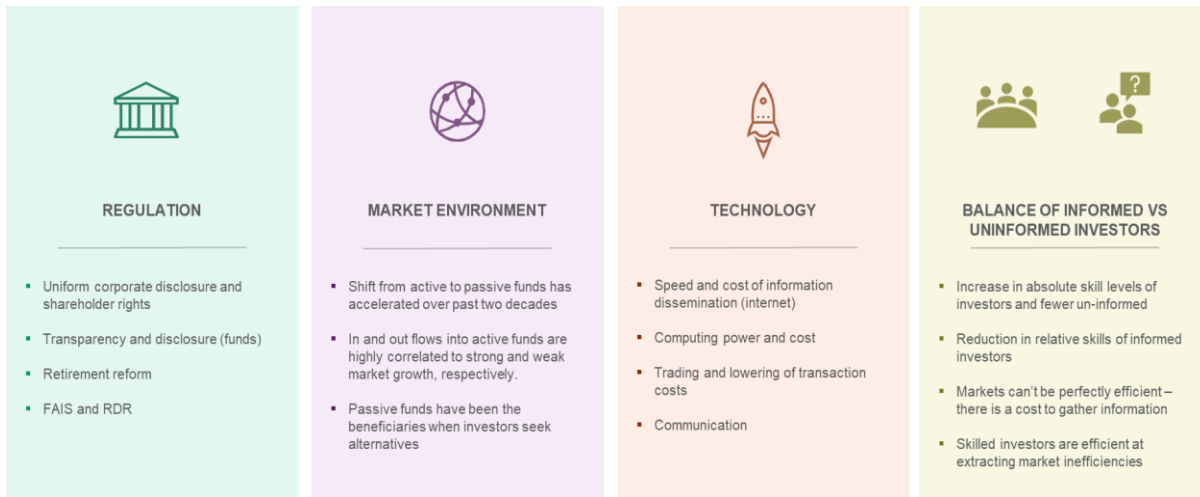 REGULATION
▪ Uniform corporate disclosure and
shareholder rights
▪ Transparency and disclosure (funds)
▪ Retirement reform
▪ FAIS and RDR
MARKET ENVIRONMENT
▪ Shift from active to passive funds has
accelerated over past two decades
▪ In and out flows into active funds are
highly correlated to strong and weak
market growth, respectively.
▪ Passive funds have been the
beneficiaries when investors seek
alternatives
TECHNOLOGY
▪ Speed and cost of information
dissemination (internet)
▪ Computing power and cost
▪ Trading and lowering of transaction
costs
▪ Communication
?
BALANCE OF INFORMED VS
UNINFORMED INVESTORS
▪ Increase in absolute skill levels of
investors and fewer un-informed
▪ Reduction in relative skills of informed
investors
▪ Markets can't be perfectly efficient –
there is a cost to gather information
▪ Skilled investors are efficient at
extracting market inefficiencies